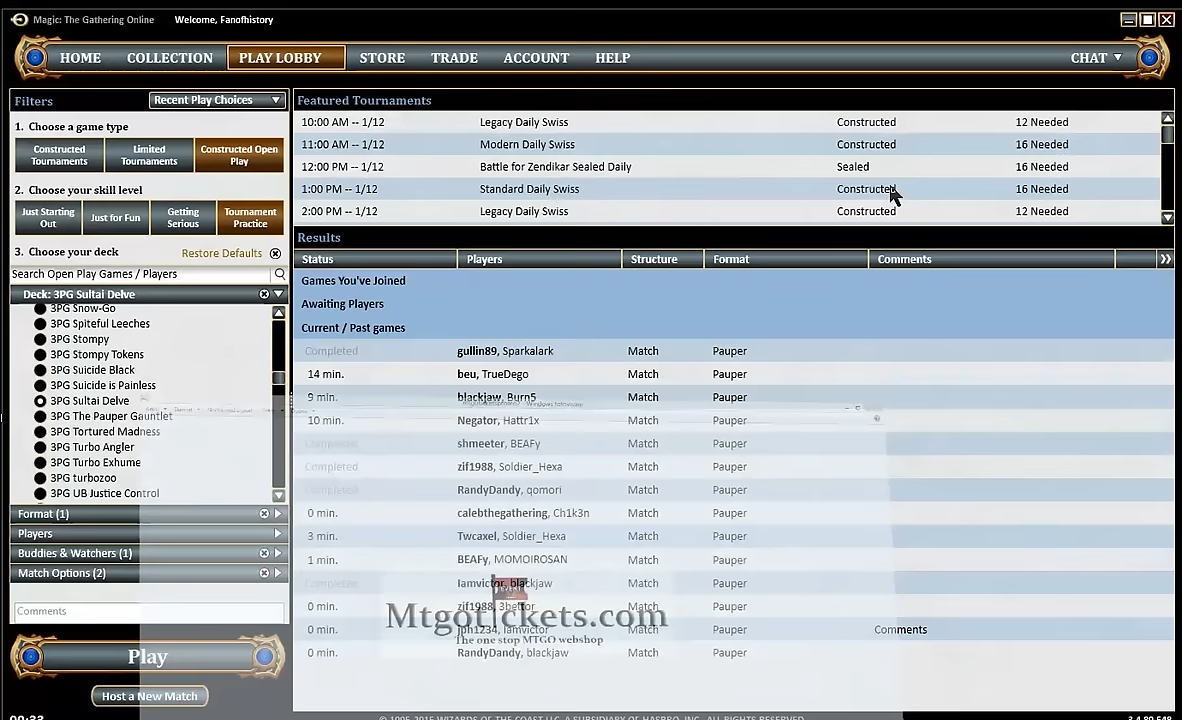 Magic: The Gathering Online Welcome, Fanofhistory
HOME COLLECTION PLAY LOBBY STORE TRADE ACCOUNT HELP CHAT
Filters Recent Play Choices
1. Choose a game type
Constructed Tournaments Limited Tournaments Constructed Open Play
2. Choose your skill level
Just Starting Out Just for Fun Getting Serious Tournament Practice
3. Choose your deck Restore Defaults
Search Open Play Games / Players
Deck: 3PG Sultai Delve
3PG Snow-Go
3PG Spiteful Leeches
3PG Stompy
3PG Stompy Tokens
3PG Suicide Black
3PG Suicide is Painless
3PG Sultai Delve
3PG The Pauper Gauntlet
3PG Tortured Madness
3PG Turbo Angler
3PG Turbo Exhume
3PG turbozoo
3PG UB Justice Control
Format (1)
Players
Buddies & Watchers (1)
Match Options (2)
Comments
Play
Host a New Match
Featured Tournaments
10:00 AM -- 1/12 Legacy Daily Swiss Constructed 12 Needed
11:00 AM -- 1/12 Modern Daily Swiss Constructed 16 Needed
12:00 PM -- 1/12 Battle for Zendikar Sealed Daily Sealed 16 Needed
1:00 PM -- 1/12 Standard Daily Swiss Constructed 16 Needed
2:00 PM -- 1/12 Legacy Daily Swiss Constructed 12 Needed
Results
Status Players Structure Format Comments
Games You've Joined
Awaiting Players
Current / Past games
Completed gullin89, Sparkalark Match Pauper
14 min. beu, TrueDego Match Pauper
9 min. blackjaw, Burn5 Match Pauper
10 min. Negator, Hattr1x Match Pauper
Completed shmeeter, BEAFy Match Pauper
Completed zif1988, Soldier_Hexa Match Pauper
Completed RandyDandy, qomori Match Pauper
0 min. calebthegathering, Ch1k3n Match Pauper
3 min. Twcaxel, Soldier_Hexa Match Pauper
1 min. BEAFy, MOMOIROSAN Match Pauper
Completed Iamvictor, blackjaw Match Pauper
0 min. zif1988, 3bettor Match Pauper
0 min. jph1234, Iamvictor Match Pauper Comments
0 min. RandyDandy, blackjaw Match Pauper
Mtgotickets.com
The one stop MTGO webshop